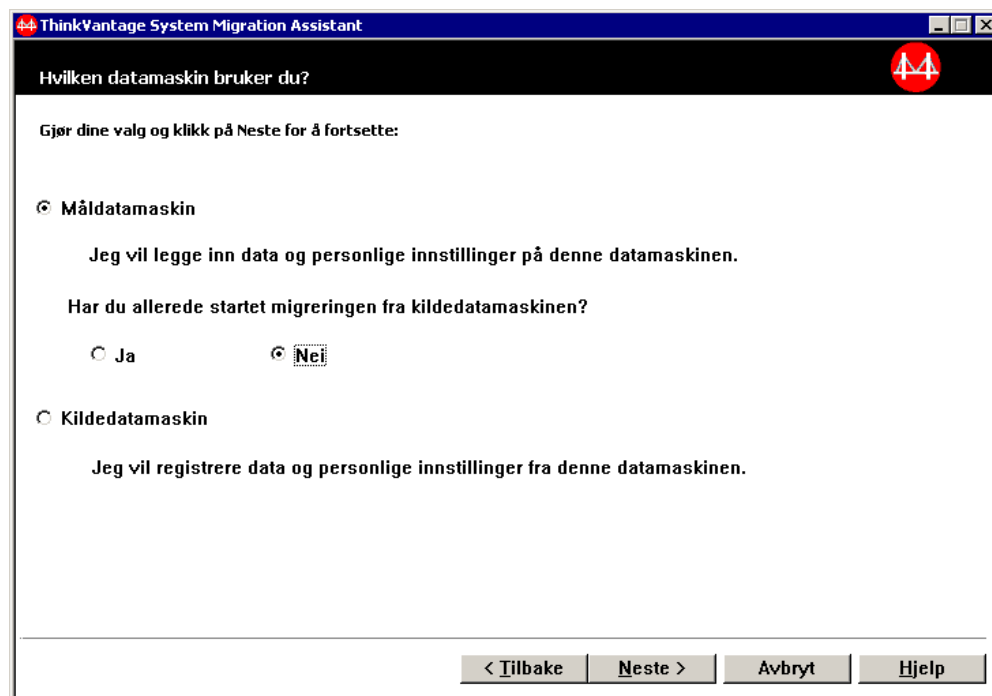 ThinkVantage System Migration Assistant
Hvilken datamaskin bruker du?
Gjør dine valg og klikk på Neste for å fortsette:
Måldatamaskin
Jeg vil legge inn data og personlige innstillinger på denne datamaskinen.
Har du allerede startet migreringen fra kildedatamaskinen?
Ja Nei
Kildedatamaskin
Jeg vil registrere data og personlige innstillinger fra denne datamaskinen.
< Tilbake Neste > Avbryt Hjelp